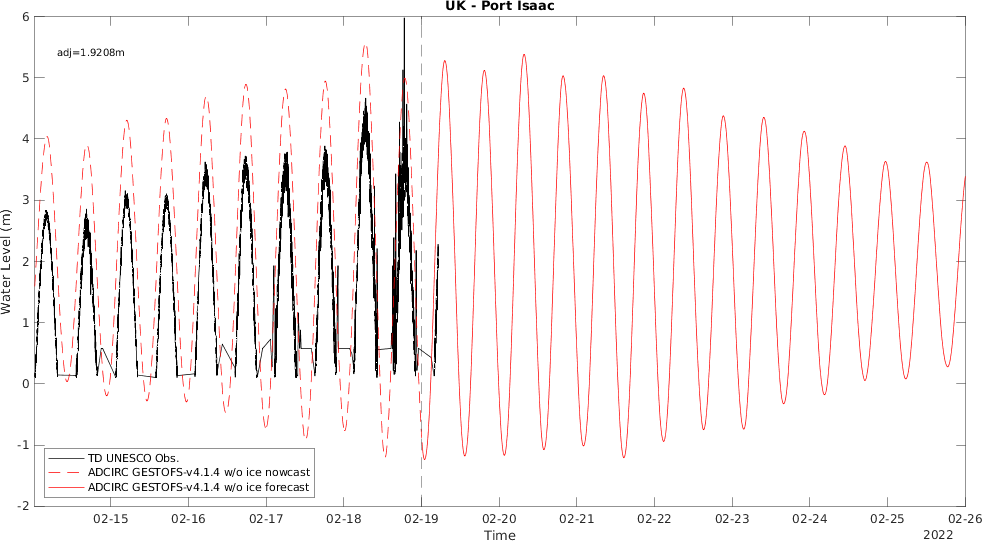 UK - Port Isaac
adj=1.9208m
6
5
4
3
2
1
0
-1
-2
Water Level (m)
TD UNESCO Obs.
ADCIRC GESTOFS-v4.1.4 w/o ice nowcast
ADCIRC GESTOFS-v4.1.4 w/o ice forecast
02-15 02-16 02-17 02-18 02-19 02-20 02-21 02-22 02-23 02-24 02-25 02-26
Time
2022